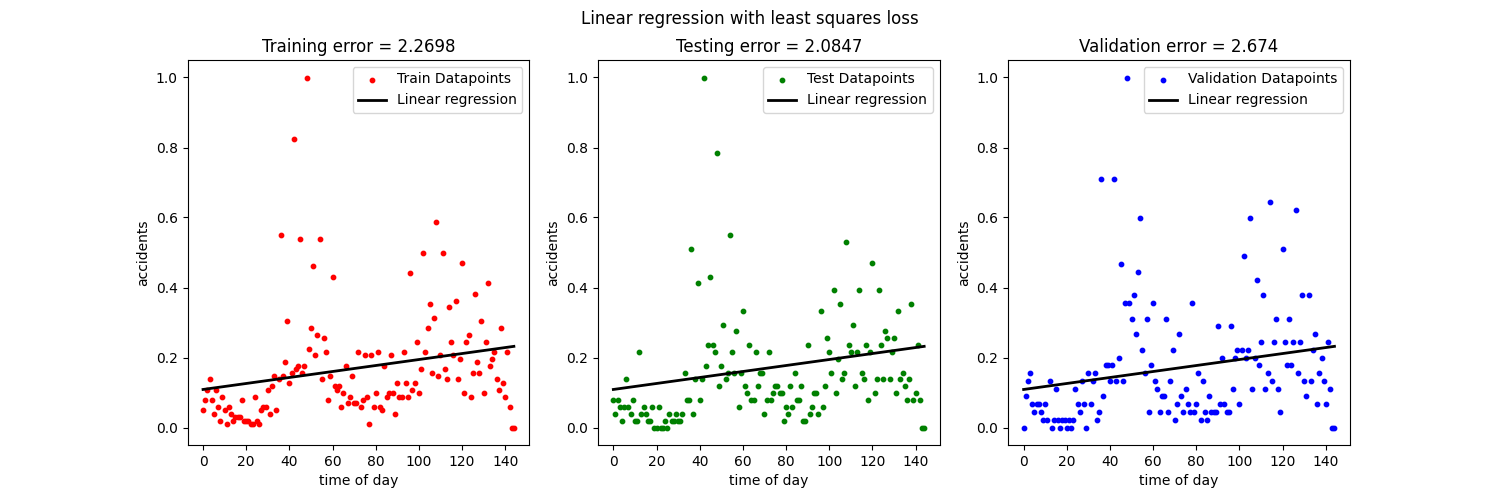 Linear regression with least squares loss
Training error = 2.2698
Train Datapoints
Linear regression
accidents
1.0
0.8
0.6
0.4
0.2
0.0
0 20 40 60 80 100 120 140
time of day
Testing error = 2.0847
Test Datapoints
Linear regression
accidents
1.0
0.8
0.6
0.4
0.2
0.0
0 20 40 60 80 100 120 140
time of day
Validation error = 2.674
Validation Datapoints
Linear regression
accidents
1.0
0.8
0.6
0.4
0.2
0.0
0 20 40 60 80 100 120 140
time of day